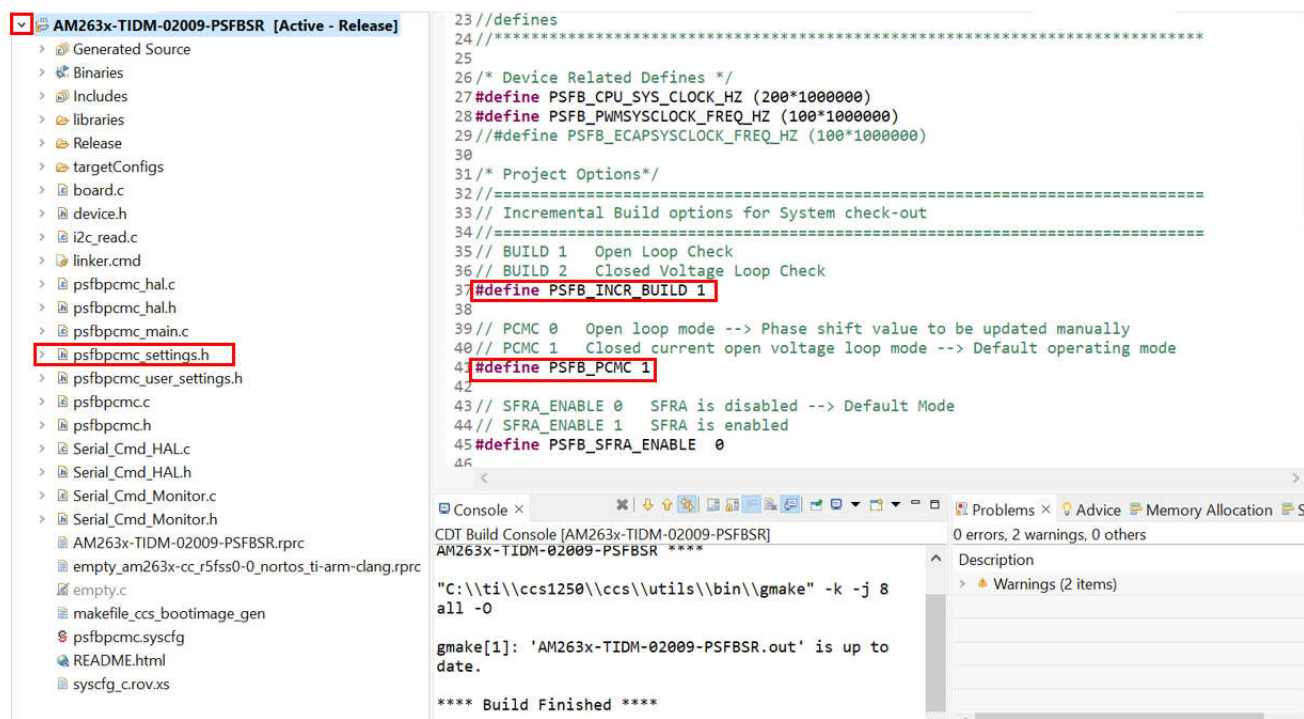 AM263x-TIDM-02009-PSFBSR [Active - Release]
Generated Source
Binaries
Includes
libraries
Release
targetConfigs
board.c
device.h
i2c_read.c
linker.cmd
psfbpcmc_hal.c
psfbpcmc_hal.h
psfbpcmc_main.c
psfbpcmc_settings.h
psfbpcmc_user_settings.h
psfbpcmc.c
psfbpcmc.h
Serial_Cmd_HAL.c
Serial_Cmd_HAL.h
Serial_Cmd_Monitor.c
Serial_Cmd_Monitor.h
AM263x-TIDM-02009-PSFBSR.rprc
empty_am263x-cc_r5fss0-0_nortos_ti-arm-clang.rprc
empty.c
makefile_ccs_bootimage_gen
psfbpcmc.syscfg
README.html
syscfg_c.rov.xs
23 //defines
24 //*****************************************************************************
25
26 /* Device Related Defines */
27 #define PSFB_CPU_SYS_CLOCK_HZ (200*1000000)
28 #define PSFB_PWMSYSCLOCK_FREQ_HZ (100*1000000)
29 //#define PSFB_ECAPSYSCLOCK_FREQ_HZ (100*1000000)
30
31 /* Project Options*/
32 //=============================================================================
33 // Incremental Build options for System check-out
34 //=============================================================================
35 // BUILD 1   Open Loop Check
36 // BUILD 2   Closed Voltage Loop Check
37 #define PSFB_INCR_BUILD 1
38
39 // PCMC 0   Open loop mode --> Phase shift value to be updated manually
40 // PCMC 1   Closed current open voltage loop mode --> Default operating mode
41 #define PSFB_PCMC 1
42
43 // SFRA_ENABLE 0   SFRA is disabled --> Default Mode
44 // SFRA_ENABLE 1   SFRA is enabled
45 #define PSFB_SFRA_ENABLE  0
46
Console
CDT Build Console [AM263x-TIDM-02009-PSFBSR]
AM263x-TIDM-02009-PSFBSR ****
"C:\\ti\\ccs1250\\ccs\\utils\\bin\\gmake" -k -j 8
all -O
gmake[1]: 'AM263x-TIDM-02009-PSFBSR.out' is up to
date.
**** Build Finished ****
Problems Advice Memory Allocation S
0 errors, 2 warnings, 0 others
Description
Warnings (2 items)